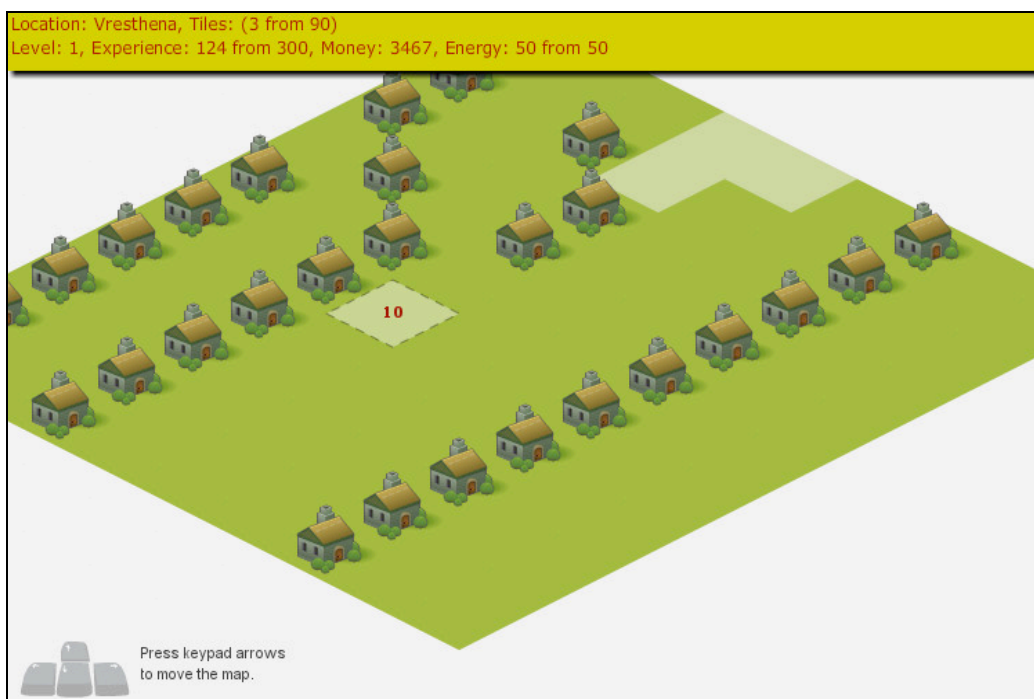 Location: Vresthena, Tiles: (3 from 90)
Level: 1, Experience: 124 from 300, Money: 3467, Energy: 50 from 50
10
Press keypad arrows
to move the map.